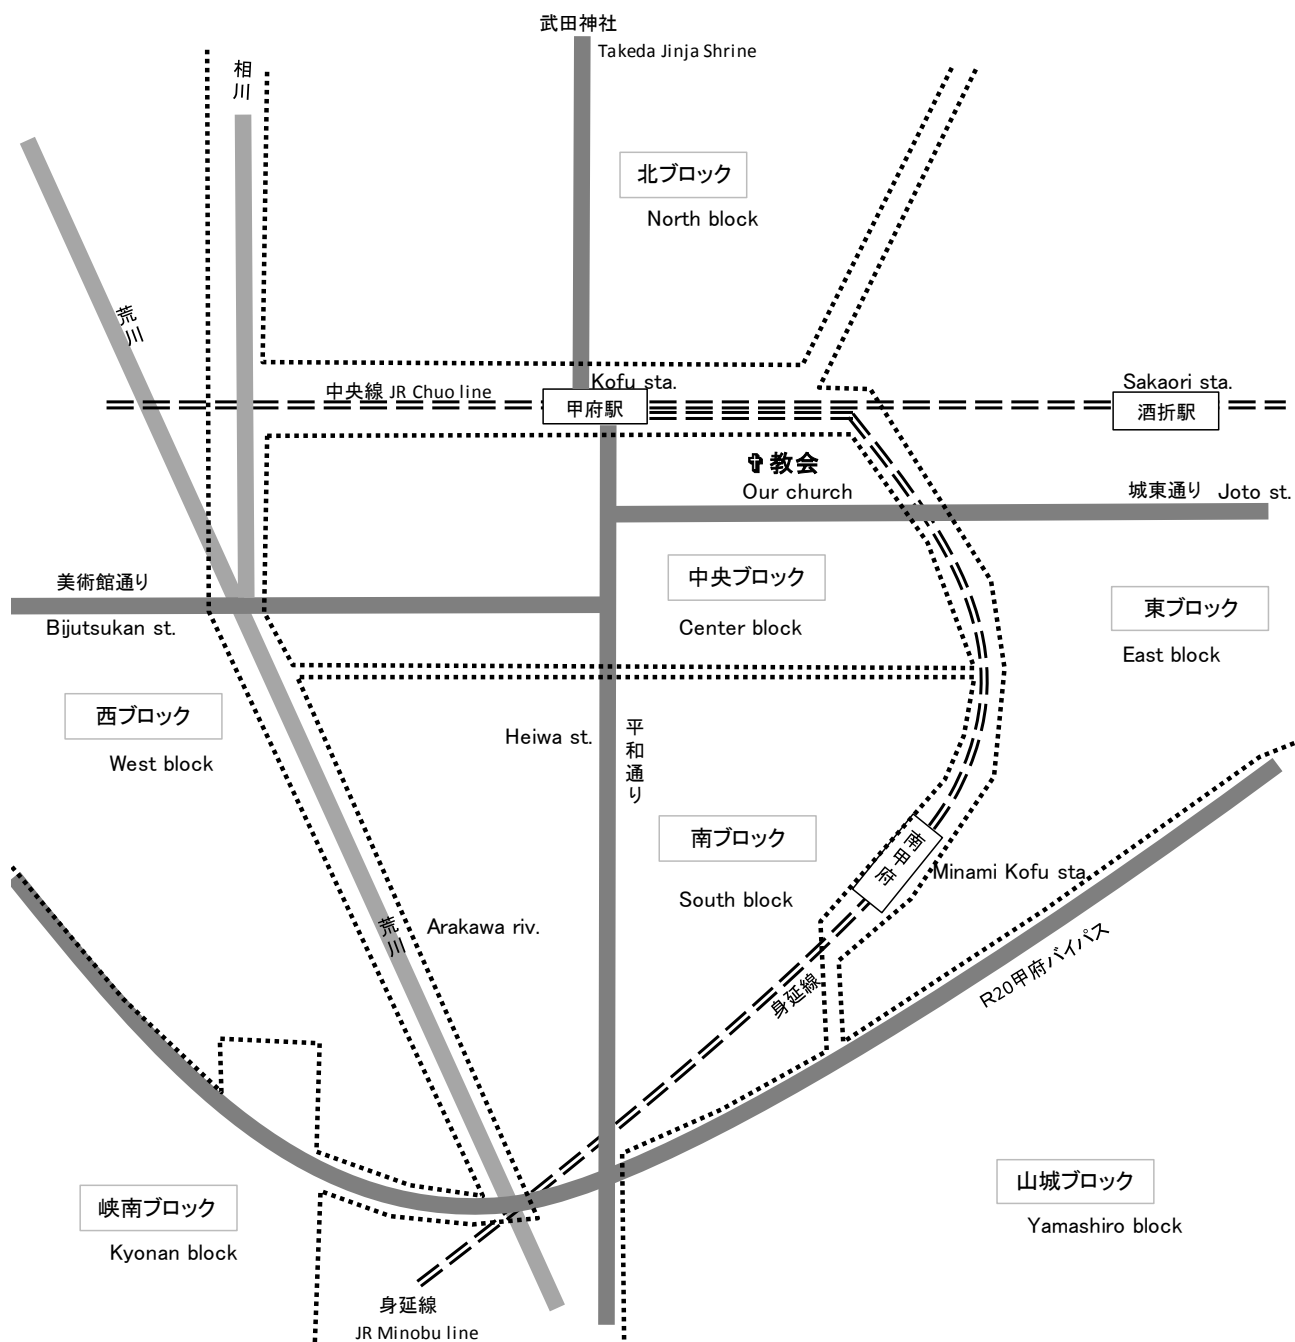 武田神社
Takeda Jinja Shrine
相川
北ブロック
North block
荒川
中央線 JR Chuo line
Kofu sta.
甲府駅
Sakaori sta.
酒折駅
✞教会
Our church
城東通り Joto st.
美術館通り
Bijutsukan st.
中央ブロック
Center block
東ブロック
East block
西ブロック
West block
Heiwa st.
平和通り
南ブロック
South block
南甲府
Minami Kofu sta.
荒川
Arakawa riv.
身延線
R20甲府バイパス
峡南ブロック
Kyonan block
山城ブロック
Yamashiro block
身延線
JR Minobu line